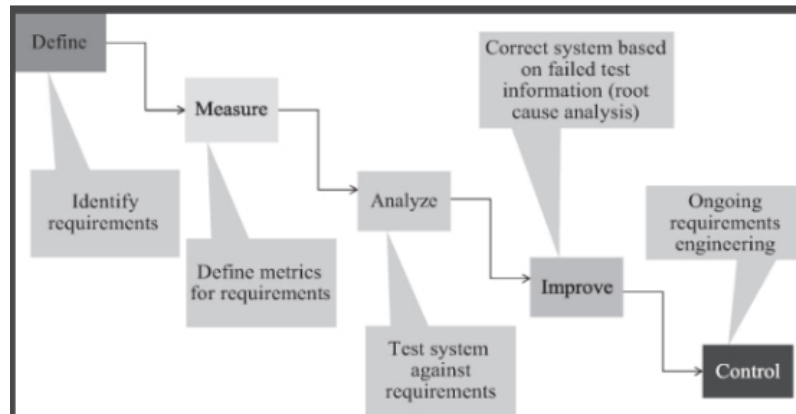 Define
Correct system based
on failed test
information (root
cause analysis)
Measure
Identify
requirements
Analyze
Ongoing
requirements
engineering
Define metrics
for requirements
Improve
Test system
against
requirements
Control